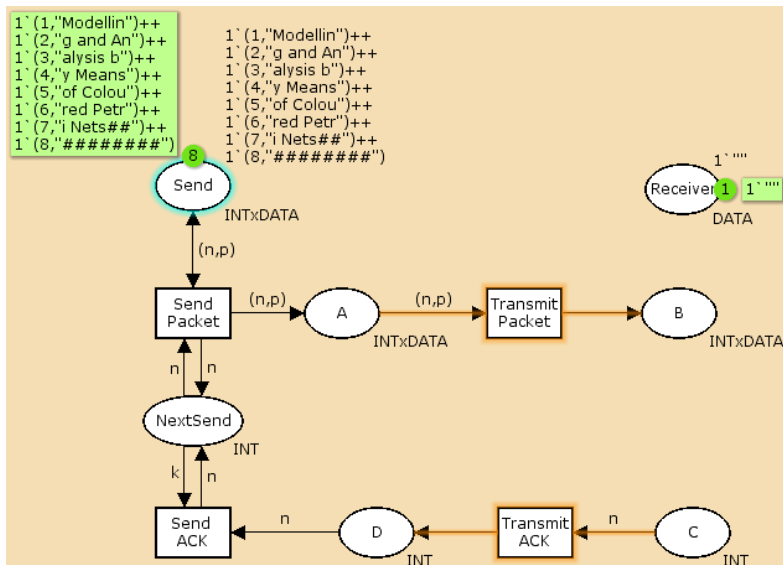 1`(1,"Modellin")++
1`(2,"g and An")++
1`(3,"alysis b")++
1`(4,"y Means")++
1`(5,"of Colou")++
1`(6,"red Petr")++
1`(7,"i Nets##")++
1`(8,"########")
1`(1,"Modellin")++
1`(2,"g and An")++
1`(3,"alysis b")++
1`(4,"y Means")++
1`(5,"of Colou")++
1`(6,"red Petr")++
1`(7,"i Nets##")++
1`(8,"########")
8
Send
INTxDATA
1`""
Receiver
1
1`""
DATA
(n,p)
Send
Packet
(n,p)
A
INTxDATA
(n,p)
Transmit
Packet
B
INTxDATA
n
n
NextSend
INT
k
n
Send
ACK
n
D
INT
Transmit
ACK
n
C
INT